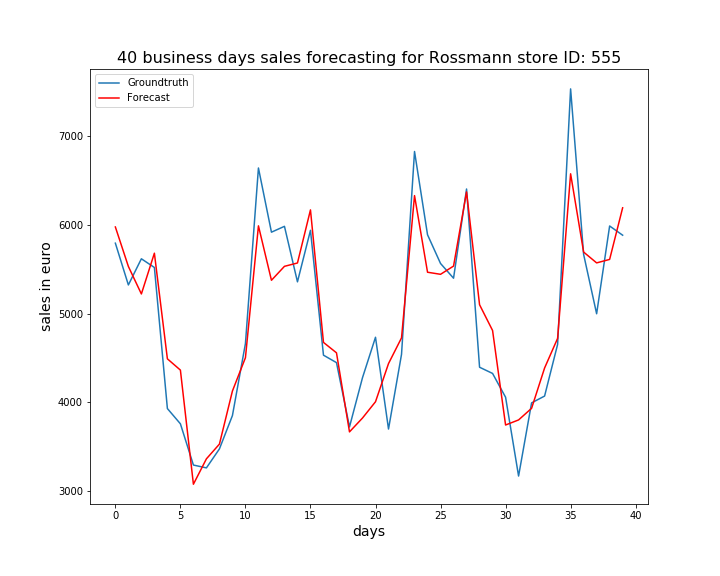 40 business days sales forecasting for Rossmann store ID: 555
Groundtruth
Forecast
sales in euro
7000
6000
5000
4000
3000
0 5 10 15 20 25 30 35 40
days